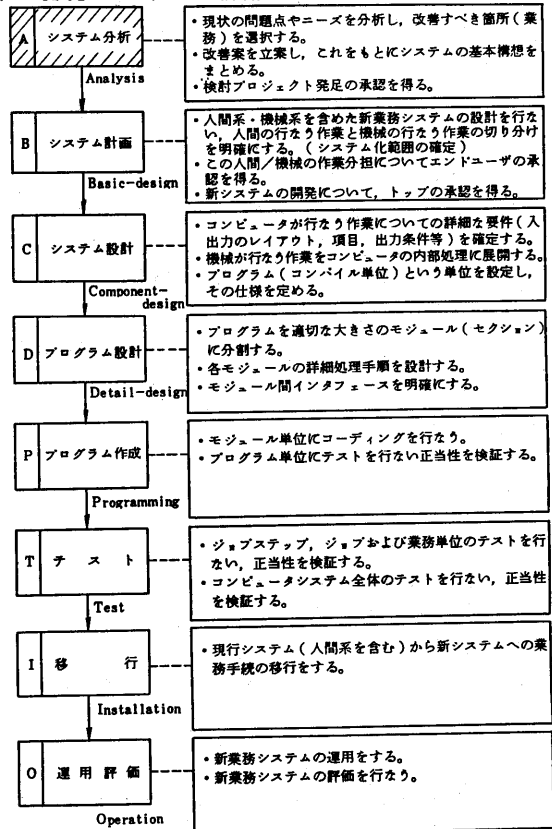 A システム分析
・現状の問題点やニーズを分析し，改善すべき箇所（業
務）を選択する。
・改善案を立案し，これをもとにシステムの基本構想を
まとめる。
・検討プロジェクト発足の承認を得る。
Analysis
B システム計画
・人間系・機械系を含めた新業務システムの設計を行な
い，人間の行なう作業と機械の行なう作業の切り分け
を明確にする。（システム化範囲の確定）
・この人間／機械の作業分担についてエンドユーザの承
認を得る。
・新システムの開発について，トップの承認を得る。
Basic-design
C システム設計
・コンピュータが行なう作業についての詳細な要件（入
出力のレイアウト，項目，出力条件等）を確定する。
・機械が行なう作業をコンピュータの内部処理に展開する。
・プログラム（コンパイル単位）という単位を設定し，
その仕様を定める。
Component-
design
D プログラム設計
・プログラムを適切な大きさのモジュール（セクション）
に分割する。
・各モジュールの詳細処理手順を設計する。
・モジュール間インタフェースを明確にする。
Detail-design
P プログラム作成
・モジュール単位にコーディングを行なう。
・プログラム単位にテストを行ない正当性を検証する。
Programming
T テスト
・ジョブステップ，ジョブおよび業務単位のテストを行
ない，正当性を検証する。
・コンピュータシステム全体のテストを行ない，正当性
を検証する。
Test
I 移行
・現行システム（人間系を含む）から新システムへの業
務手続の移行をする。
Installation
O 運用評価
・新業務システムの運用をする。
・新業務システムの評価を行なう。
Operation